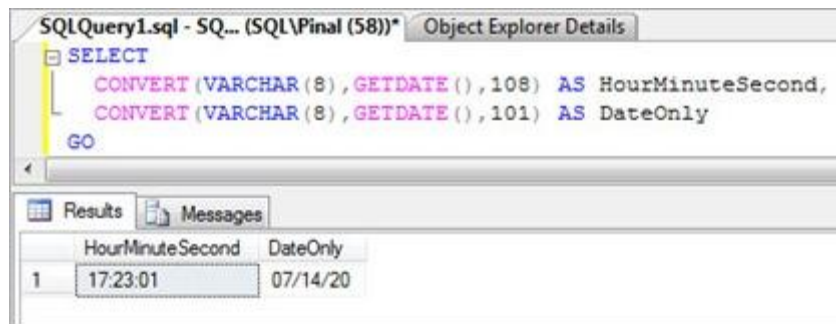 SQLQuery1.sql - SQ... (SQL\Pinal (58))* Object Explorer Details
SELECT
CONVERT(VARCHAR(8),GETDATE(),108) AS HourMinuteSecond,
CONVERT(VARCHAR(8),GETDATE(),101) AS DateOnly
GO
Results Messages
HourMinuteSecond DateOnly
1 17:23:01 07/14/20